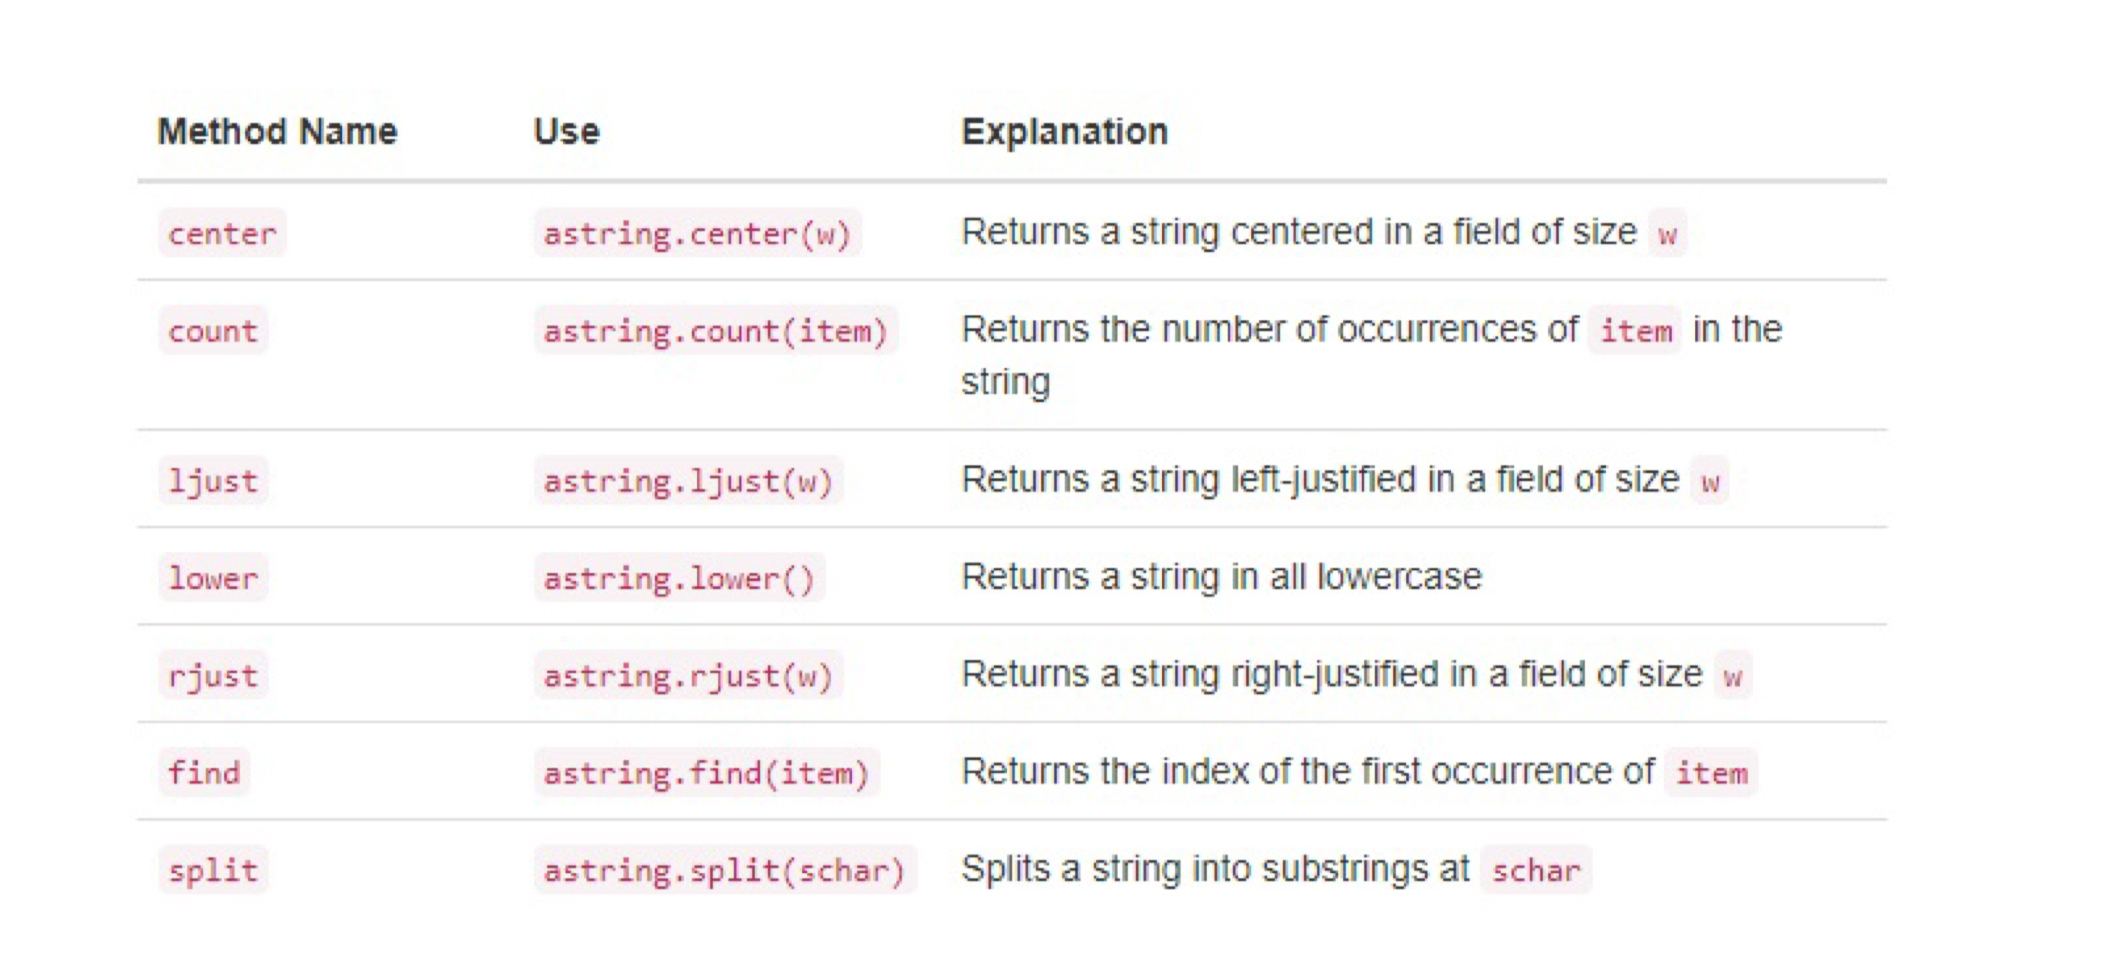 Method Name Use Explanation
center astring.center(w) Returns a string centered in a field of size w
count astring.count(item) Returns the number of occurrences of item in the
string
ljust astring.ljust(w) Returns a string left-justified in a field of size w
lower astring.lower() Returns a string in all lowercase
rjust astring.rjust(w) Returns a string right-justified in a field of size w
find astring.find(item) Returns the index of the first occurrence of item
split astring.split(schar) Splits a string into substrings at schar